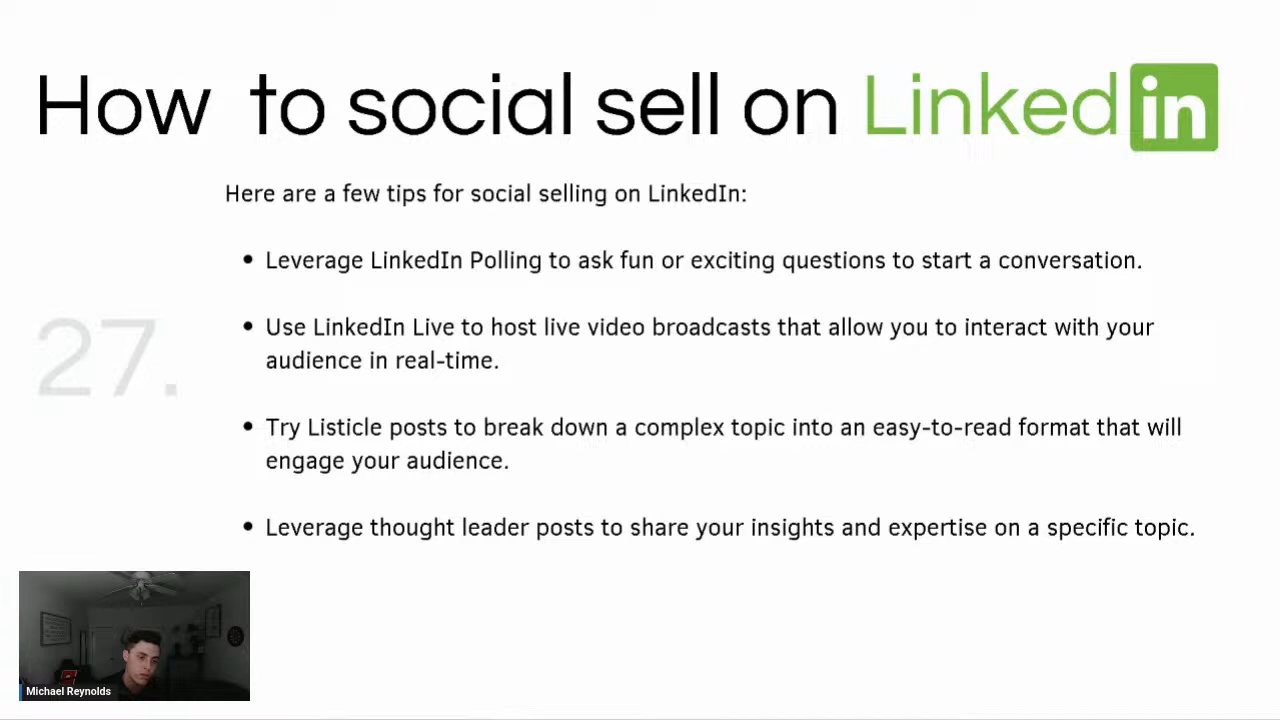 How to social sell on Linkedin
Here are a few tips for social selling on LinkedIn:
• Leverage LinkedIn Polling to ask fun or exciting questions to start a conversation.
• Use LinkedIn Live to host live video broadcasts that allow you to interact with your
audience in real-time.
27.
• Try Listicle posts to break down a complex topic into an easy-to-read format that will
engage your audience.
• Leverage thought leader posts to share your insights and expertise on a specific topic.
Michael Reynolds